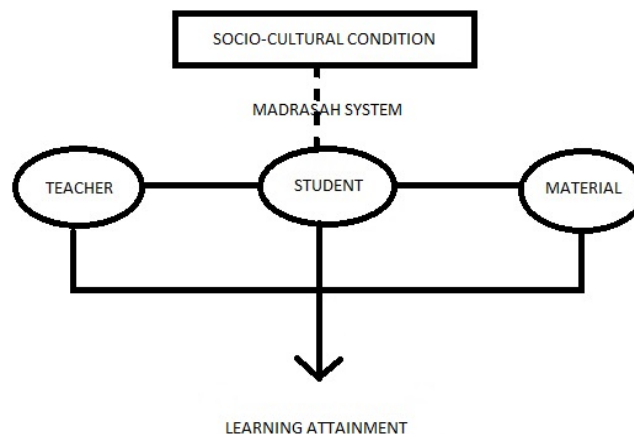 SOCIO-CULTURAL CONDITION
MADRASAH SYSTEM
TEACHER
STUDENT
MATERIAL
LEARNING ATTAINMENT